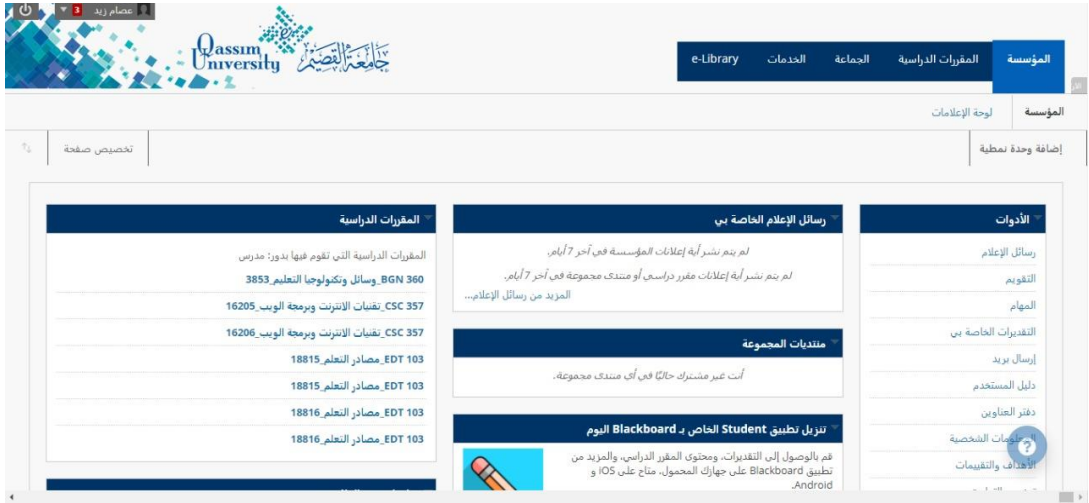 عصام زيد 3
Qassim
University
جامعة القصيم
المؤسسة المقررات الدراسية الجماعة الخدمات e-Library
المؤسسة لوحة الإعلامات
إضافة وحدة نمطية تخصيص صفحة
الأدوات
رسائل الإعلام
التقويم
المهام
التقديرات الخاصة بي
إرسال بريد
دليل المستخدم
دفتر العناوين
الشخصية
الأهداف والتقييمات
رسائل الإعلام الخاصة بي
لم يتم نشر أية إعلانات المؤسسة في آخر 7 أيام.
لم يتم نشر أية إعلانات مقرر دراسي أو منتدى مجموعة في آخر 7 أيام.
المزيد من رسائل الإعلام...
منتديات المجموعة
أنت غير مشترك حاليًا في أي منتدى مجموعة.
تنزيل تطبيق Student الخاص بـ Blackboard اليوم
قم بالوصول إلى التقديرات، ومحتوى المقرر الدراسي، والمزيد من
تطبيق Blackboard على جهازك المحمول. متاح على iOS و
Android.
المقررات الدراسية
المقررات الدراسية التي تقوم فيها بدور: مدرس
BGN 360_وسائل وتكنولوجيا التعليم_3853
CSC 357_تقنيات الانترنت وبرمجة الويب_16205
CSC 357_تقنيات الانترنت وبرمجة الويب_16206
EDT 103_مصادر التعلم_18815
EDT 103_مصادر التعلم_18815
EDT 103_مصادر التعلم_18816
EDT 103_مصادر التعلم_18816